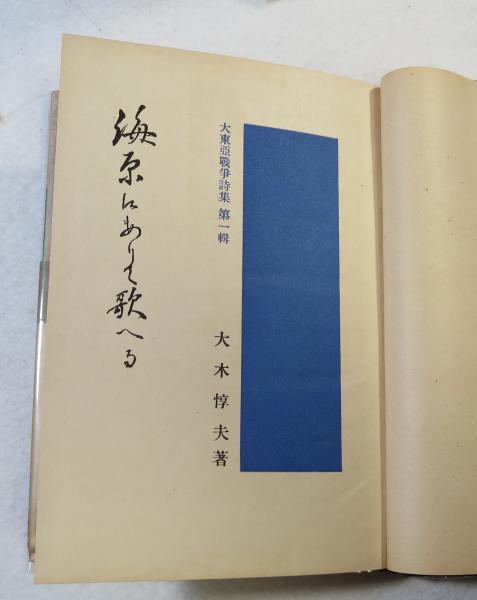 大東亞戰爭詩集 第一輯
大木惇夫著
海原にありて歌へる